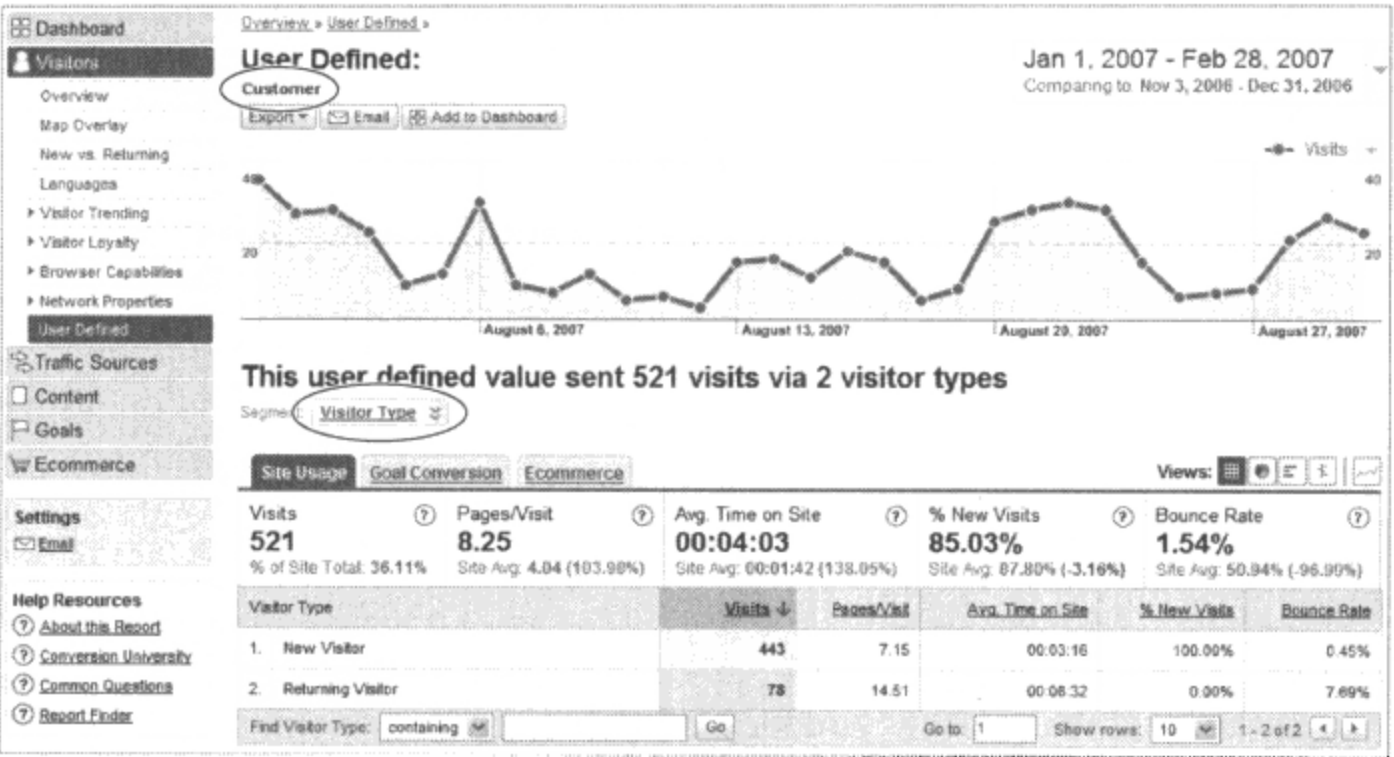 Dashboard
Visitors
Overview
Map Overlay
New vs. Returning
Languages
Visitor Trending
Visitor Loyalty
Browser Capabilities
Network Properties
User Defined
Traffic Sources
Content
Goals
Ecommerce
Settings
Email
Help Resources
About this Report
Conversion University
Common Questions
Report Finder
Overview » User Defined »
User Defined:
Customer
Export Email Add to Dashboard
Jan 1, 2007 - Feb 28, 2007
Comparing to: Nov 3, 2006 - Dec 31, 2006
Visits
40 40
20 20
August 6, 2007 August 13, 2007 August 20, 2007 August 27, 2007
This user defined value sent 521 visits via 2 visitor types
Segment: Visitor Type
Site Usage Goal Conversion Ecommerce Views:
Visits ? Pages/Visit ? Avg. Time on Site ? % New Visits ? Bounce Rate ?
521 8.25 00:04:03 85.03% 1.54%
% of Site Total: 36.11% Site Avg: 4.04 (103.98%) Site Avg: 00:01:42 (138.05%) Site Avg: 87.80% (-3.16%) Site Avg: 50.94% (-96.99%)
Visitor Type Visits Pages/Visit Avg. Time on Site % New Visits Bounce Rate
1. New Visitor 443 7.15 00:03:16 100.00% 0.45%
2. Returning Visitor 78 14.51 00:08:32 0.00% 7.69%
Find Visitor Type: containing Go Go to: 1 Show rows: 10 1 - 2 of 2